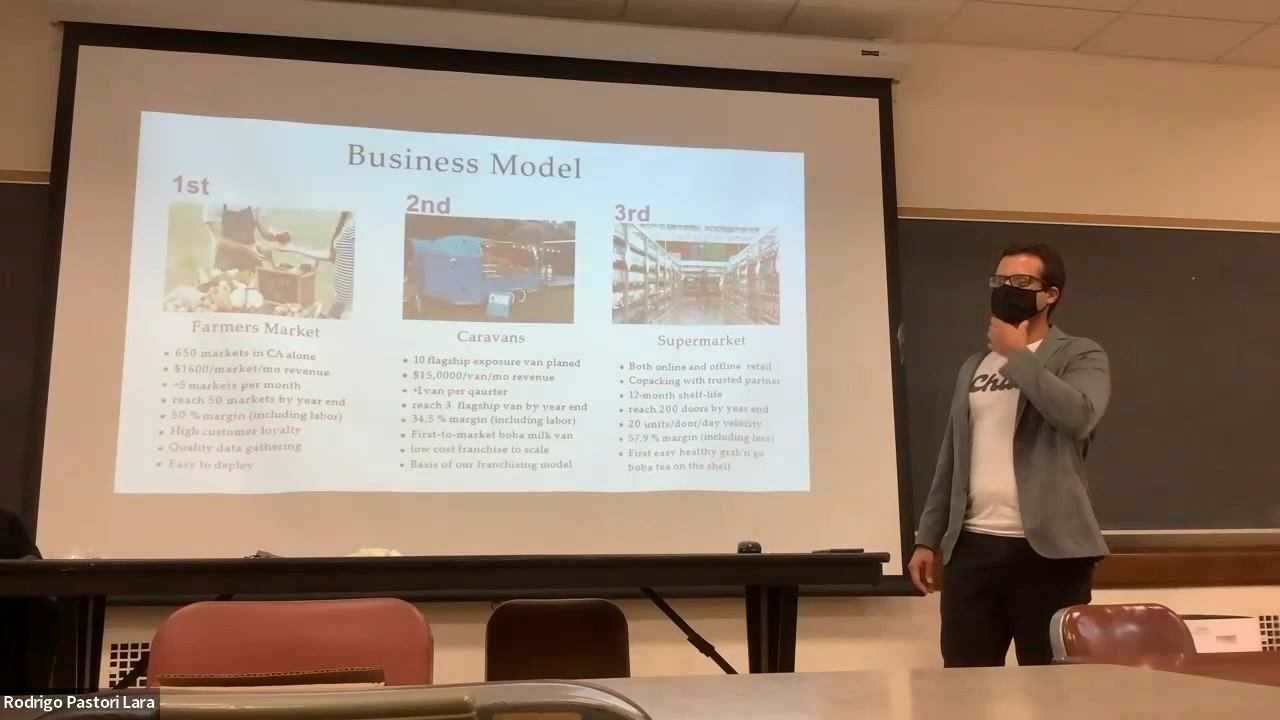 Business Model
1st
Farmers Market
650 markets in CA alone
$1600/market/mo revenue
+5 markets per month
reach 50 markets by year end
50 % margin (including labor)
High customer loyalty
Quality data gathering
Easy to deploy
2nd
Caravans
10 flagship exposure van planed
$15,0000/van/mo revenue
+1 van per qaurter
reach 3 flagship van by year end
34.5 % margin (including labor)
First-to-market boba milk van
low cost franchise to scale
Basis of our franchising model
3rd
Supermarket
Both online and offline retail
Copacking with trusted partner
12-month shelf-life
reach 200 doors by year end
20 units/door/day velocity
57.9 % margin (including fees)
First easy healthy grab'n'go
boba tea on the shelf
Rodrigo Pastori Lara